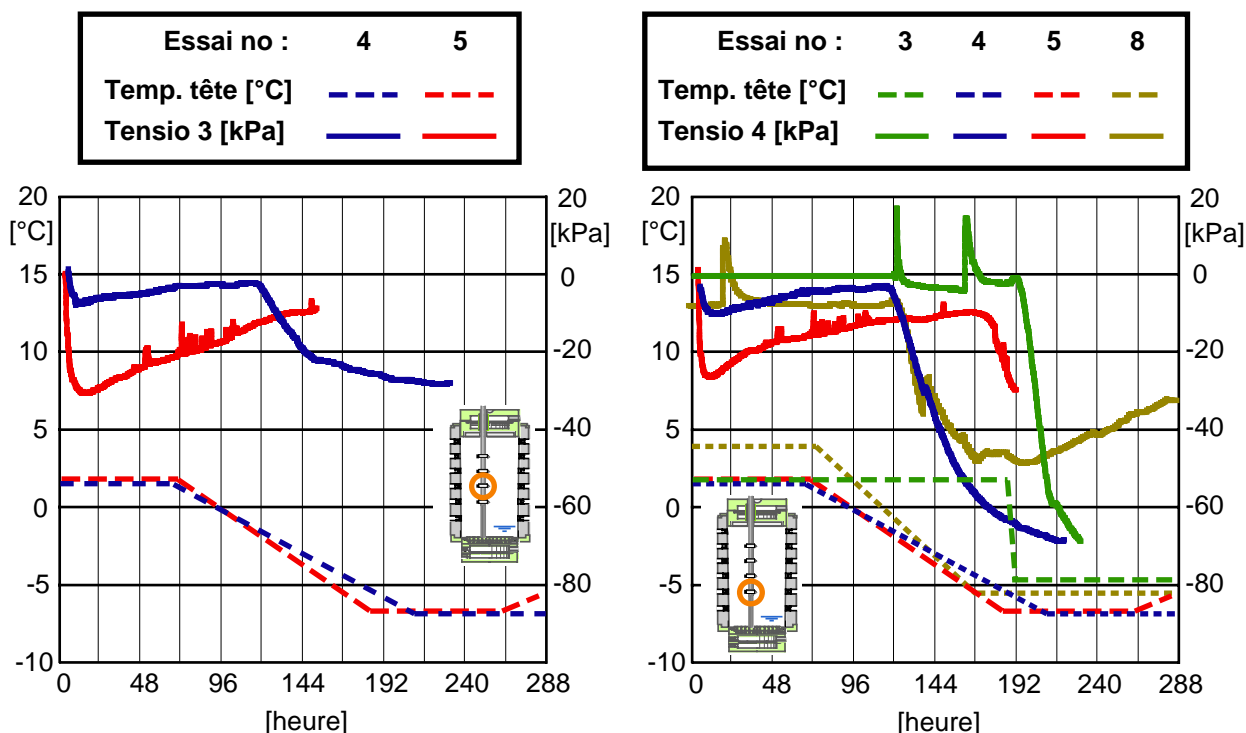 Essai no : 4 5
Temp. tête [°C]
Tensio 3 [kPa]
Essai no : 3 4 5 8
Temp. tête [°C]
Tensio 4 [kPa]
20
[°C]
15
10
5
0
-5
-10
20
[kPa]
0
-20
-40
-60
-80
0 48 96 144 192 240 288
[heure]
20
[°C]
15
10
5
0
-5
-10
20
[kPa]
0
-20
-40
-60
-80
0 48 96 144 192 240 288
[heure]